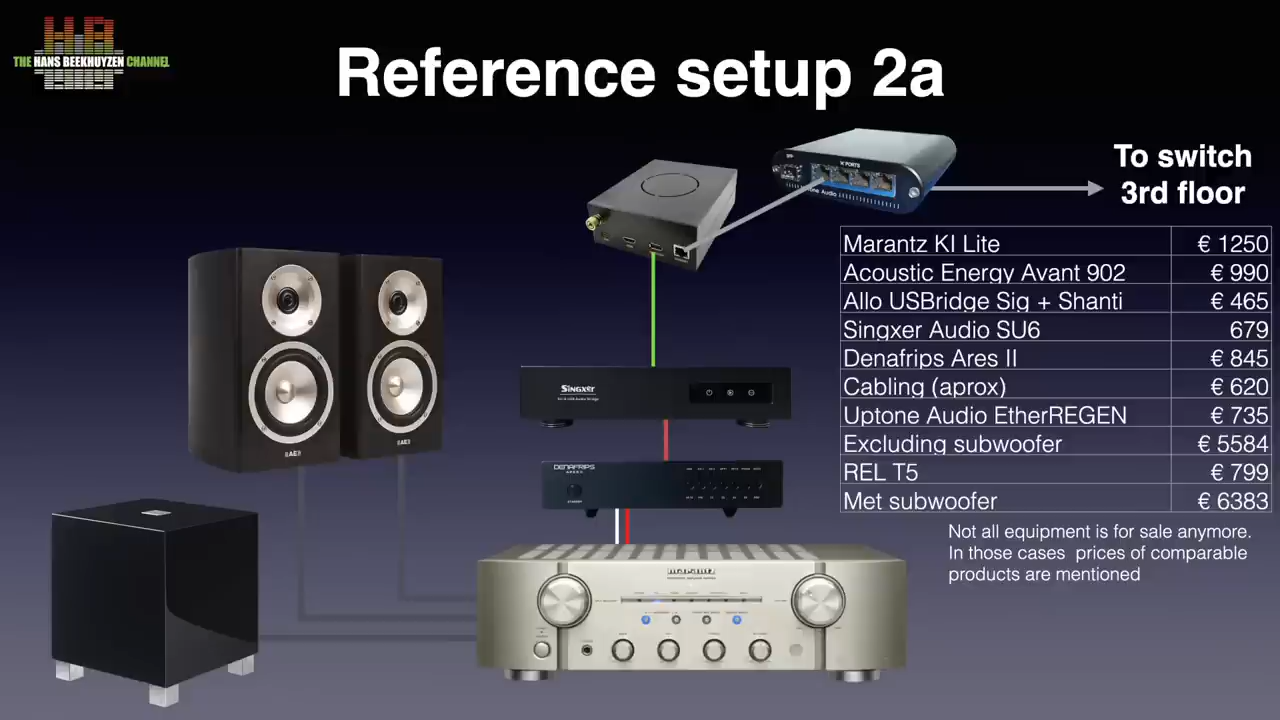 THE HANS BEEKHUYZEN CHANNEL
Reference setup 2a
To switch
3rd floor
Marantz KI Lite € 1250
Acoustic Energy Avant 902 € 990
Allo USBridge Sig + Shanti € 465
Singxer Audio SU6 679
Denafrips Ares II € 845
Cabling (aprox) € 620
Uptone Audio EtherREGEN € 735
Excluding subwoofer € 5584
REL T5 € 799
Met subwoofer € 6383
Not all equipment is for sale anymore.
In those cases prices of comparable
products are mentioned
SINGXER
DENAFRIPS
marantz